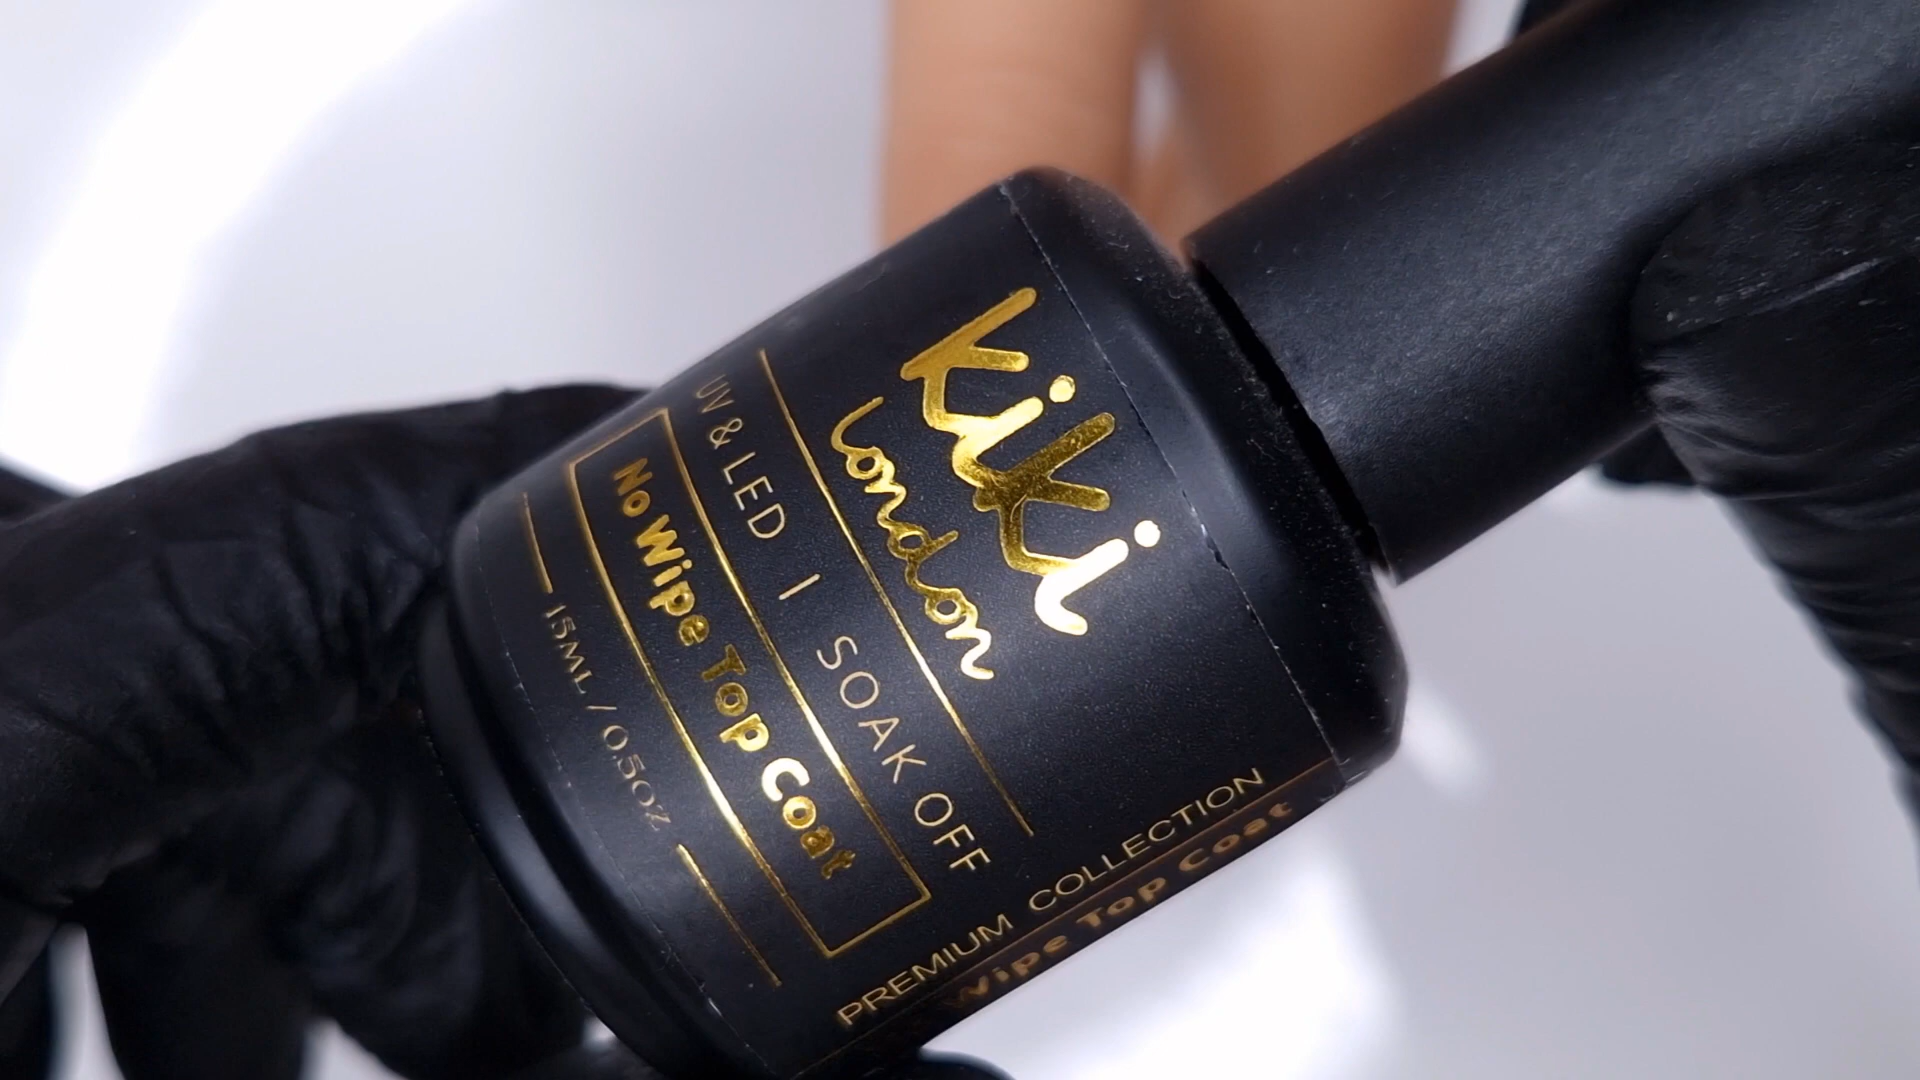 kiki
london
UV & LED | SOAK OFF
No Wipe Top Coat
15ML / 0.5OZ
PREMIUM COLLECTION
Wipe Top Coat